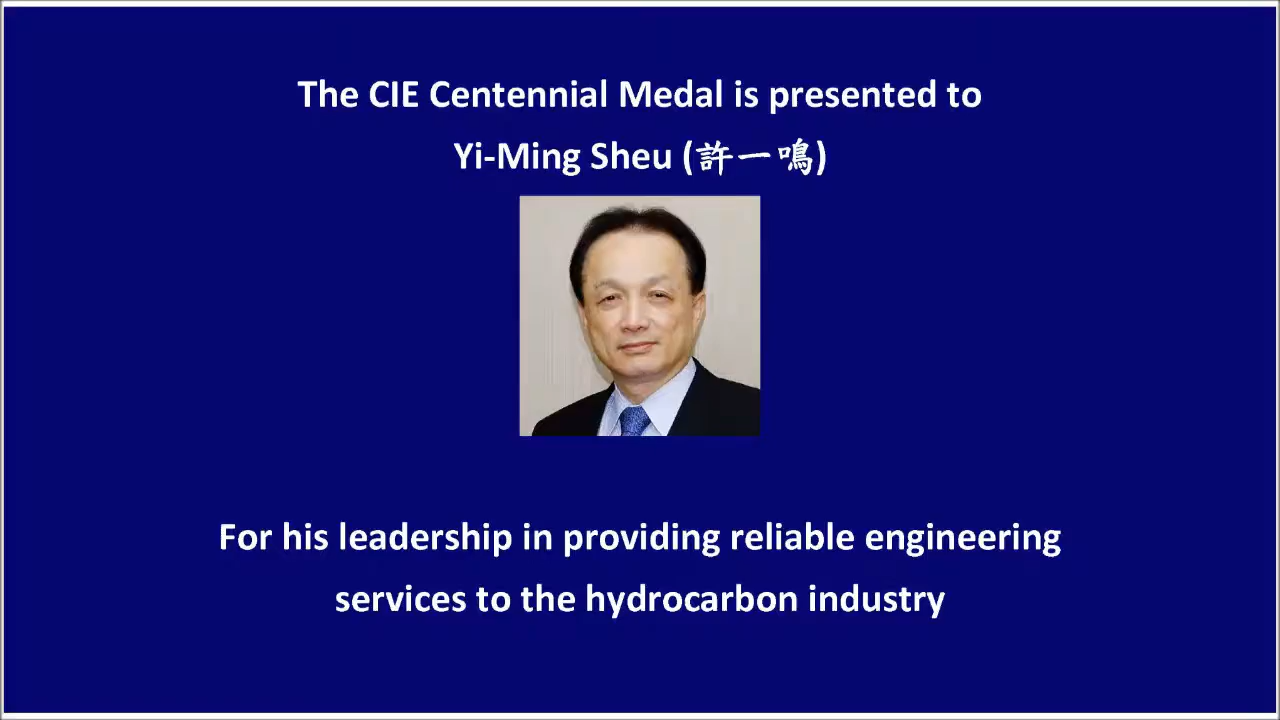 The CIE Centennial Medal is presented to
Yi-Ming Sheu (許一鳴)
For his leadership in providing reliable engineering
services to the hydrocarbon industry